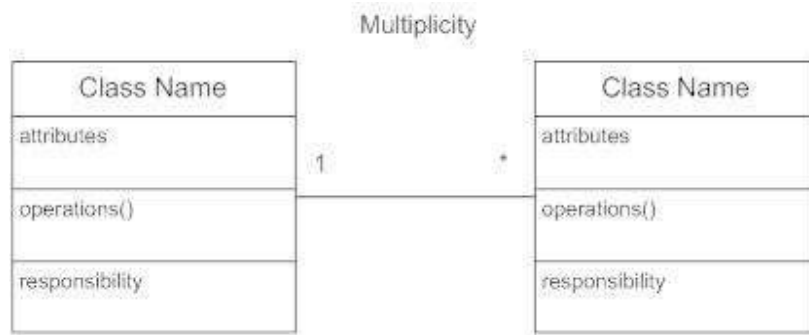 Multiplicity
Class Name
attributes
operations()
responsibility
1
*
Class Name
attributes
operations()
responsibility